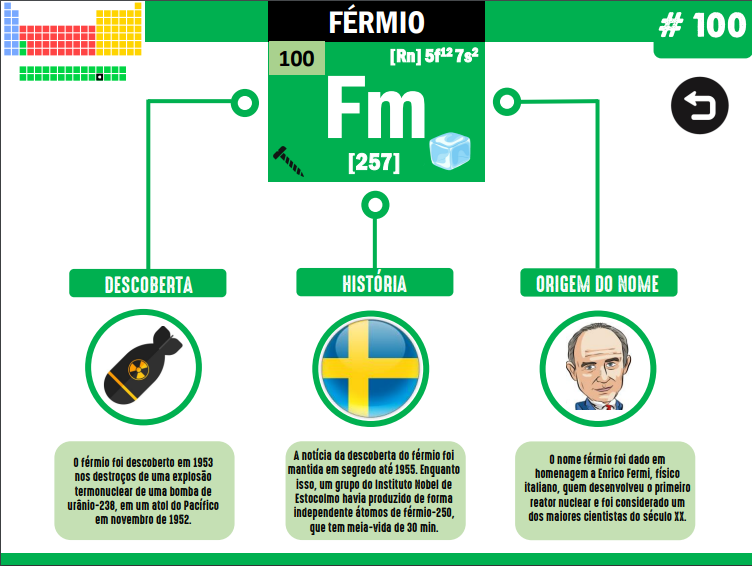 FÉRMIO
# 100
100
[Rn] 5f¹² 7s²
Fm
[257]
DESCOBERTA
HISTÓRIA
ORIGEM DO NOME
O férmio foi descoberto em 1953
nos destroços de uma explosão
termonuclear de uma bomba de
urânio-238, em um atol do Pacífico
em novembro de 1952.
A notícia da descoberta do férmio foi
mantida em segredo até 1955. Enquanto
isso, um grupo do Instituto Nobel de
Estocolmo havia produzido de forma
independente átomos de férmio-250,
que tem meia-vida de 30 min.
O nome férmio foi dado em
homenagem a Enrico Fermi, físico
italiano, quem desenvolveu o primeiro
reator nuclear e foi considerado um
dos maiores cientistas do século XX.